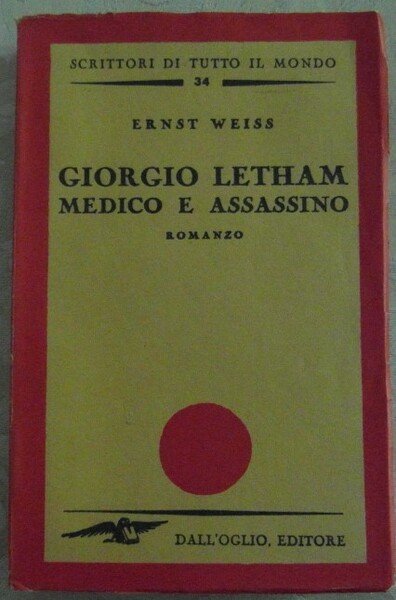 SCRITTORI DI TUTTO IL MONDO
34
ERNST WEISS
GIORGIO LETHAM
MEDICO E ASSASSINO
ROMANZO
DALL'OGLIO, EDITORE